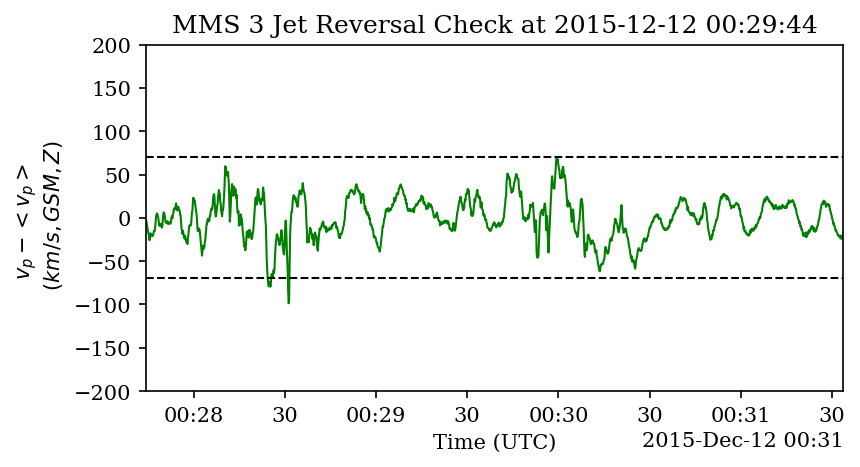 MMS 3 Jet Reversal Check at 2015-12-12 00:29:44
v_p - < v_p >
(km/s, GSM, Z)
200
150
100
50
0
−50
−100
−150
−200
00:28 30 00:29 30 00:30 30 00:31 30
Time (UTC)
2015-Dec-12 00:31